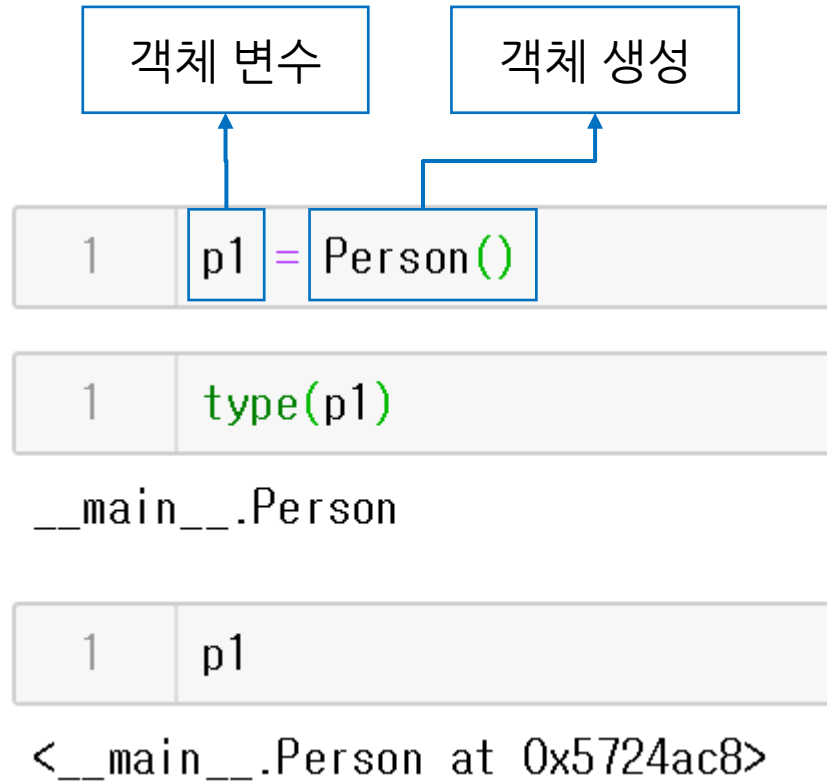 객체 변수
객체 생성
1 p1 = Person()
1 type(p1)
__main__.Person
1 p1
<__main__.Person at 0x5724ac8>